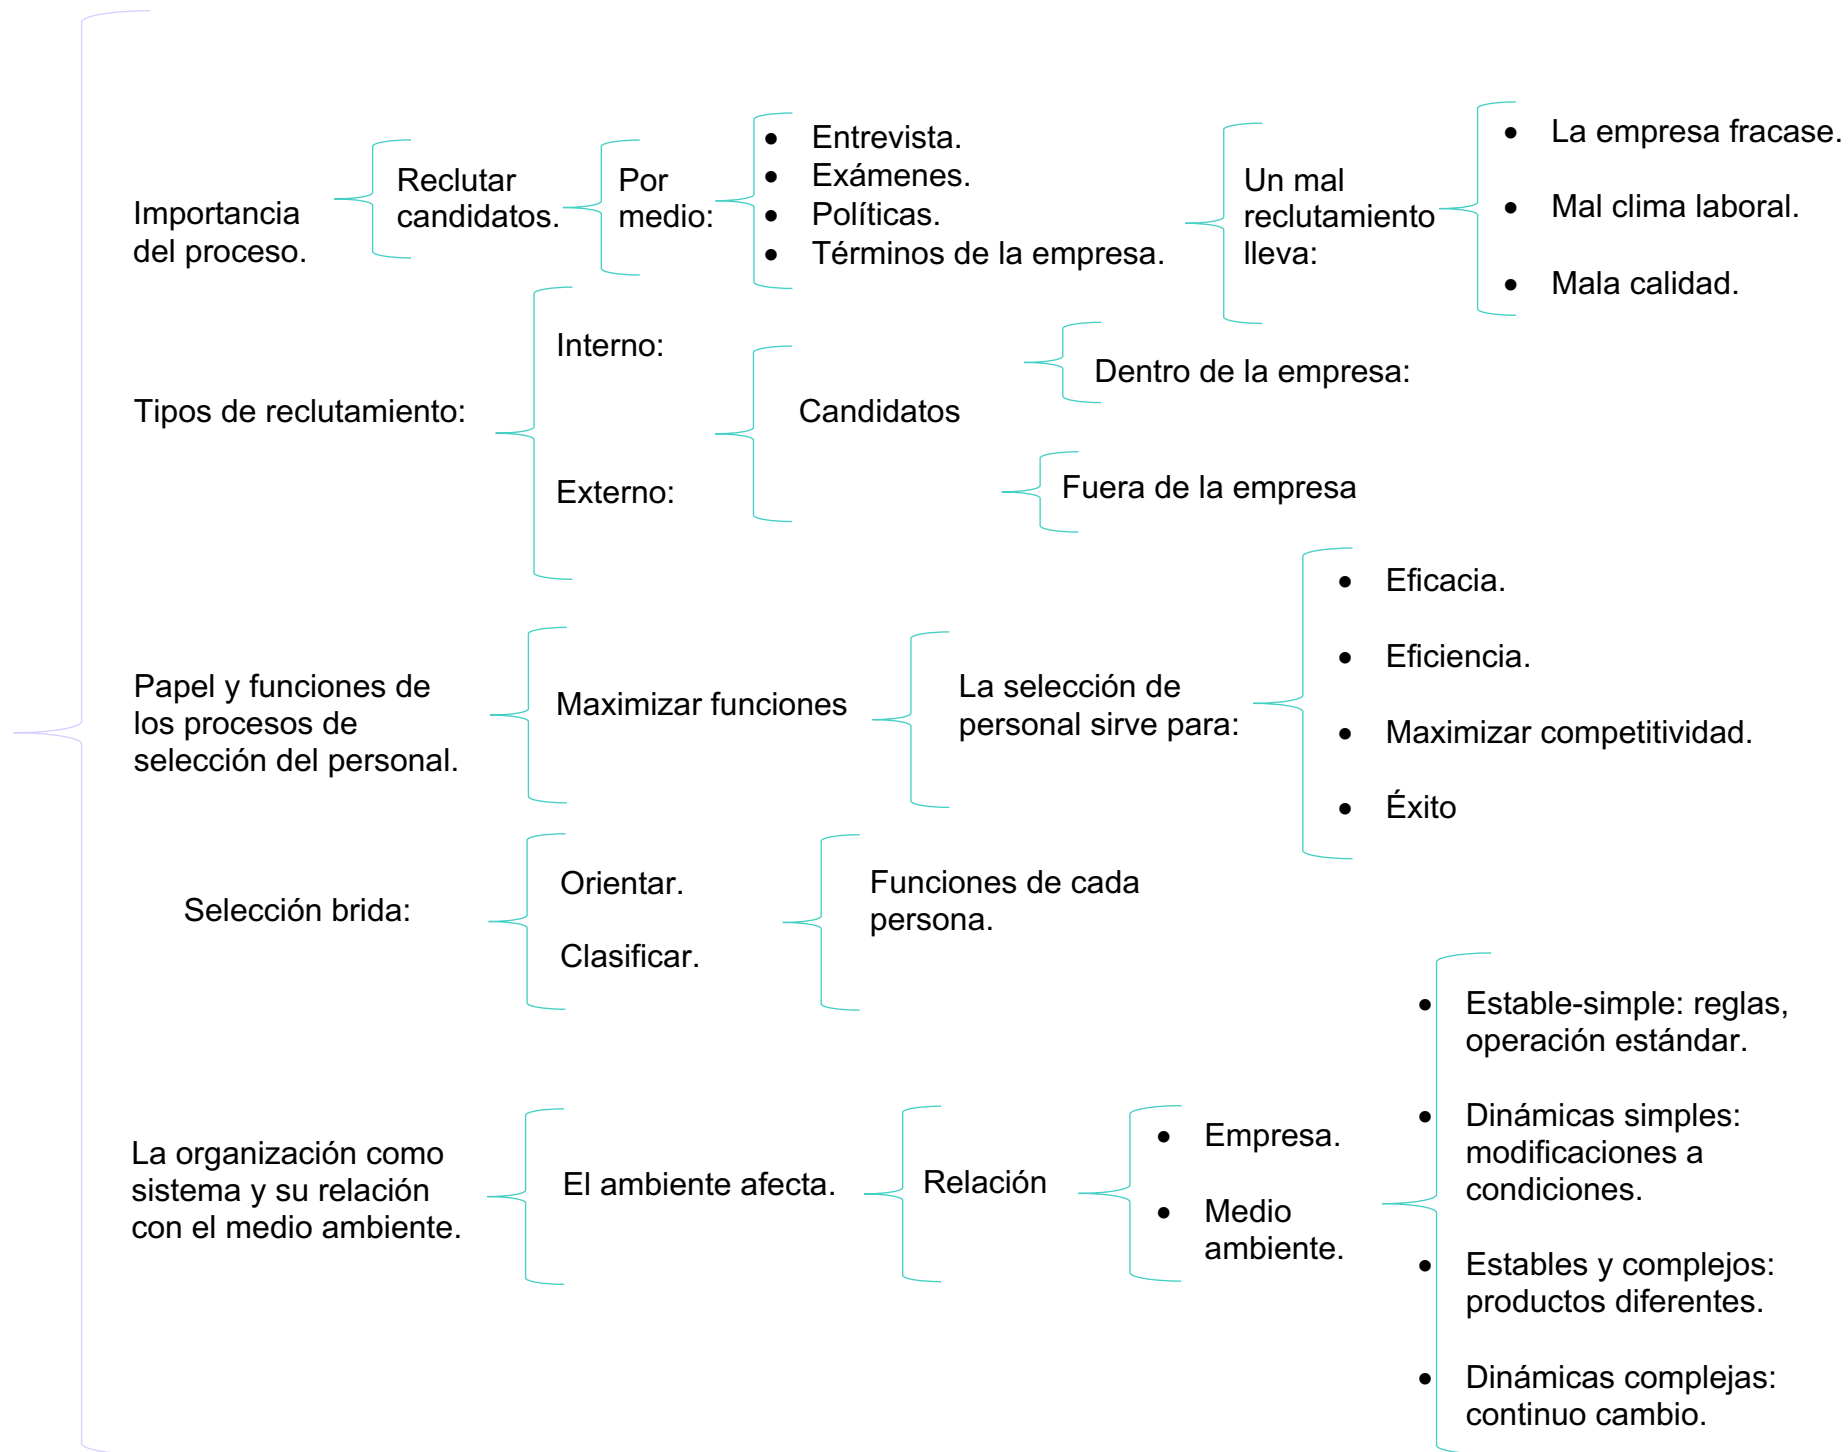 Importancia
del proceso.
Reclutar
candidatos.
Por
medio:
• Entrevista.
• Exámenes.
• Políticas.
• Términos de la empresa.
Un mal
reclutamiento
lleva:
• La empresa fracase.
• Mal clima laboral.
• Mala calidad.
Tipos de reclutamiento:
Interno:
Externo:
Candidatos
Dentro de la empresa:
Fuera de la empresa
Papel y funciones de
los procesos de
selección del personal.
Maximizar funciones
La selección de
personal sirve para:
• Eficacia.
• Eficiencia.
• Maximizar competitividad.
• Éxito
Selección brida:
Orientar.
Clasificar.
Funciones de cada
persona.
La organización como
sistema y su relación
con el medio ambiente.
El ambiente afecta.
Relación
• Empresa.
• Medio
ambiente.
• Estable-simple: reglas,
operación estándar.
• Dinámicas simples:
modificaciones a
condiciones.
• Estables y complejos:
productos diferentes.
• Dinámicas complejas:
continuo cambio.